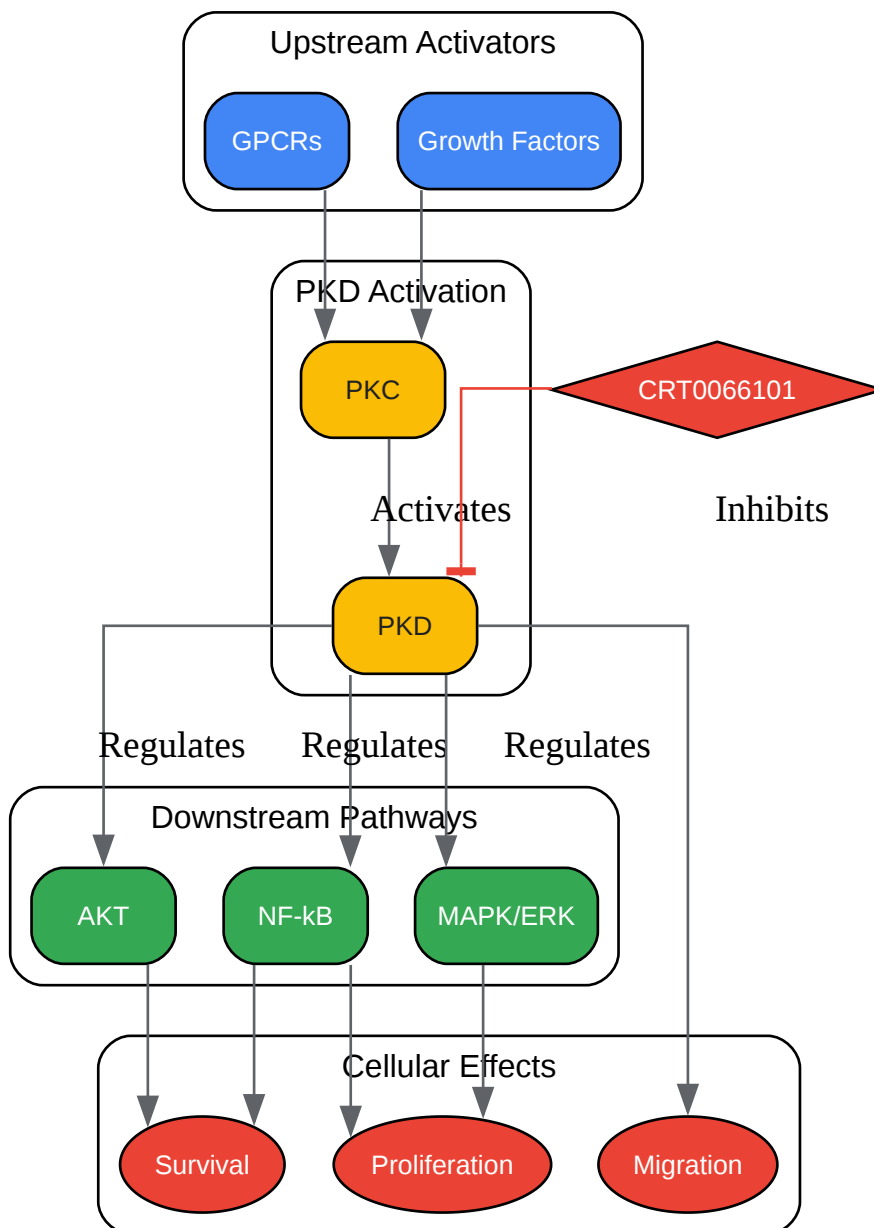 Upstream Activators
GPCRs
Growth Factors
PKD Activation
PKC
CRT0066101
Activates
Inhibits
PKD
Regulates
Regulates
Regulates
Downstream Pathways
AKT
NF-kB
MAPK/ERK
Cellular Effects
Survival
Proliferation
Migration